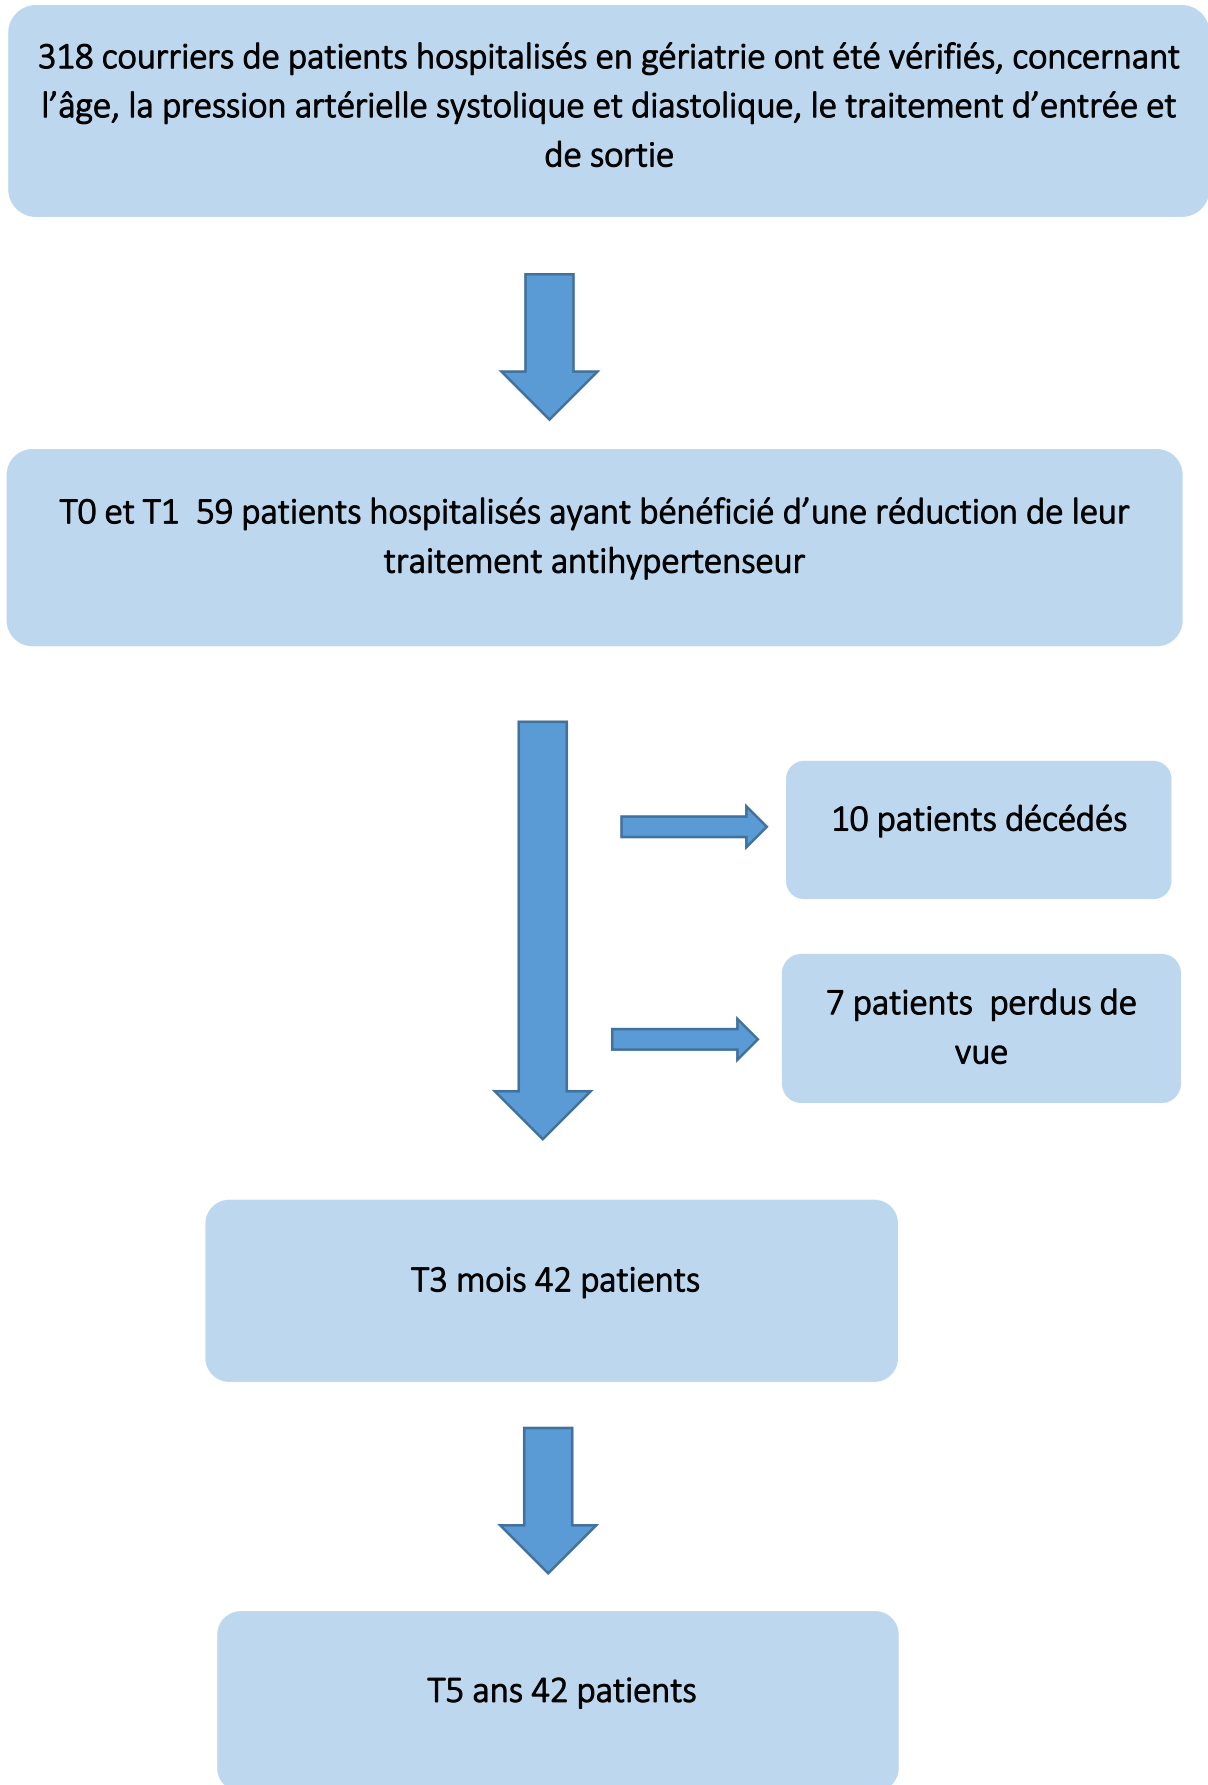 318 courriers de patients hospitalisés en gériatrie ont été vérifiés, concernant
l’âge, la pression artérielle systolique et diastolique, le traitement d’entrée et
de sortie
T0 et T1  59 patients hospitalisés ayant bénéficié d’une réduction de leur
traitement antihypertenseur
10 patients décédés
7 patients  perdus de
vue
T3 mois 42 patients
T5 ans 42 patients